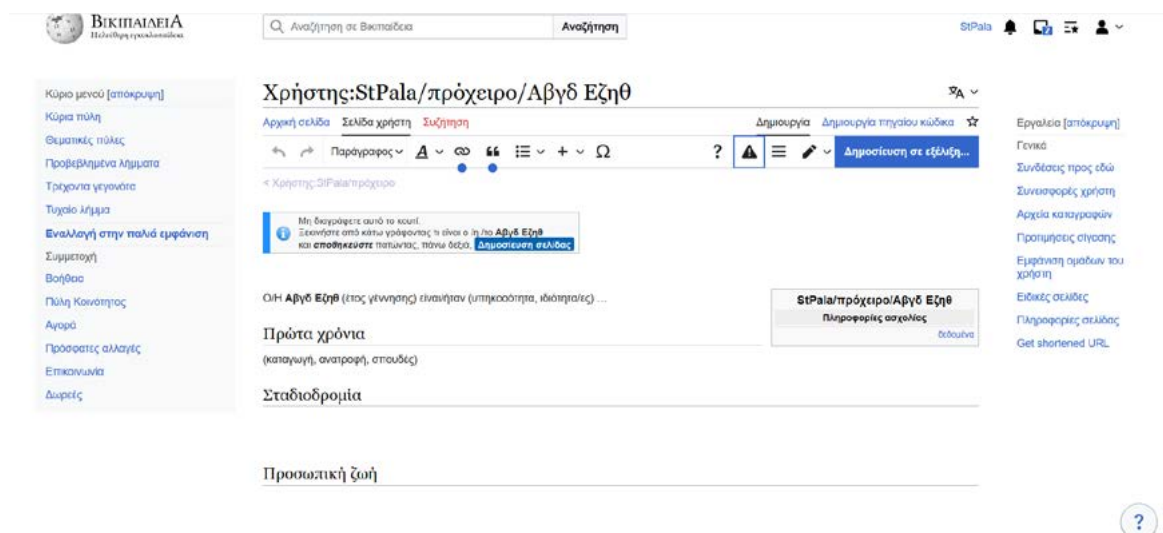 ΒΙΚΙΠΑΙΔΕΙΑ
Ελεύθερη εγκυκλοπαίδεια
Αναζήτηση σε Βικιπαίδεια
Αναζήτηση
StPala
Κύριο μενού [απόκρυψη]
Κύρια πύλη
Θεματικές πύλες
Προβεβλημένα λήμματα
Τρέχοντα γεγονότα
Τυχαίο λήμμα
Εναλλαγή στην παλιά εμφάνιση
Συμμετοχή
Βοήθεια
Πύλη Κοινότητας
Αγορά
Πρόσφατες αλλαγές
Επικοινωνία
Δωρεές
Χρήστης:StPala/πρόχειρο/Αβγδ Εζηθ
Αρχική σελίδα Σελίδα χρήστη Συζήτηση
Δημιουργία Δημιουργία πηγαίου κώδικα
Παράγραφος A Ω ? Δημοσίευση σε εξέλιξη...
< Χρήστης:StPala/πρόχειρο
Μη διαγράψετε αυτό το κουτί.
Ξεκινήστε από κάτω γράφοντας τι είναι ο /η /το Αβγδ Εζηθ
και αποθηκεύστε πατώντας, πάνω δεξιά, Δημοσίευση σελίδας
Ο/Η Αβγδ Εζηθ (έτος γέννησης) είναι/ήταν (υπηκοότητα, ιδιότητα/ες) ...
StPala/πρόχειρο/Αβγδ Εζηθ
Πληροφορίες ασχολίας
δεδομένα
Πρώτα χρόνια
(καταγωγή, ανατροφή, σπουδές)
Σταδιοδρομία
Προσωπική ζωή
Εργαλεία [απόκρυψη]
Γενικά
Συνδέσεις προς εδώ
Συνεισφορές χρήστη
Αρχεία καταγραφών
Προτιμήσεις σίγασης
Εμφάνιση ομάδων του
χρήστη
Ειδικές σελίδες
Πληροφορίες σελίδας
Get shortened URL
?